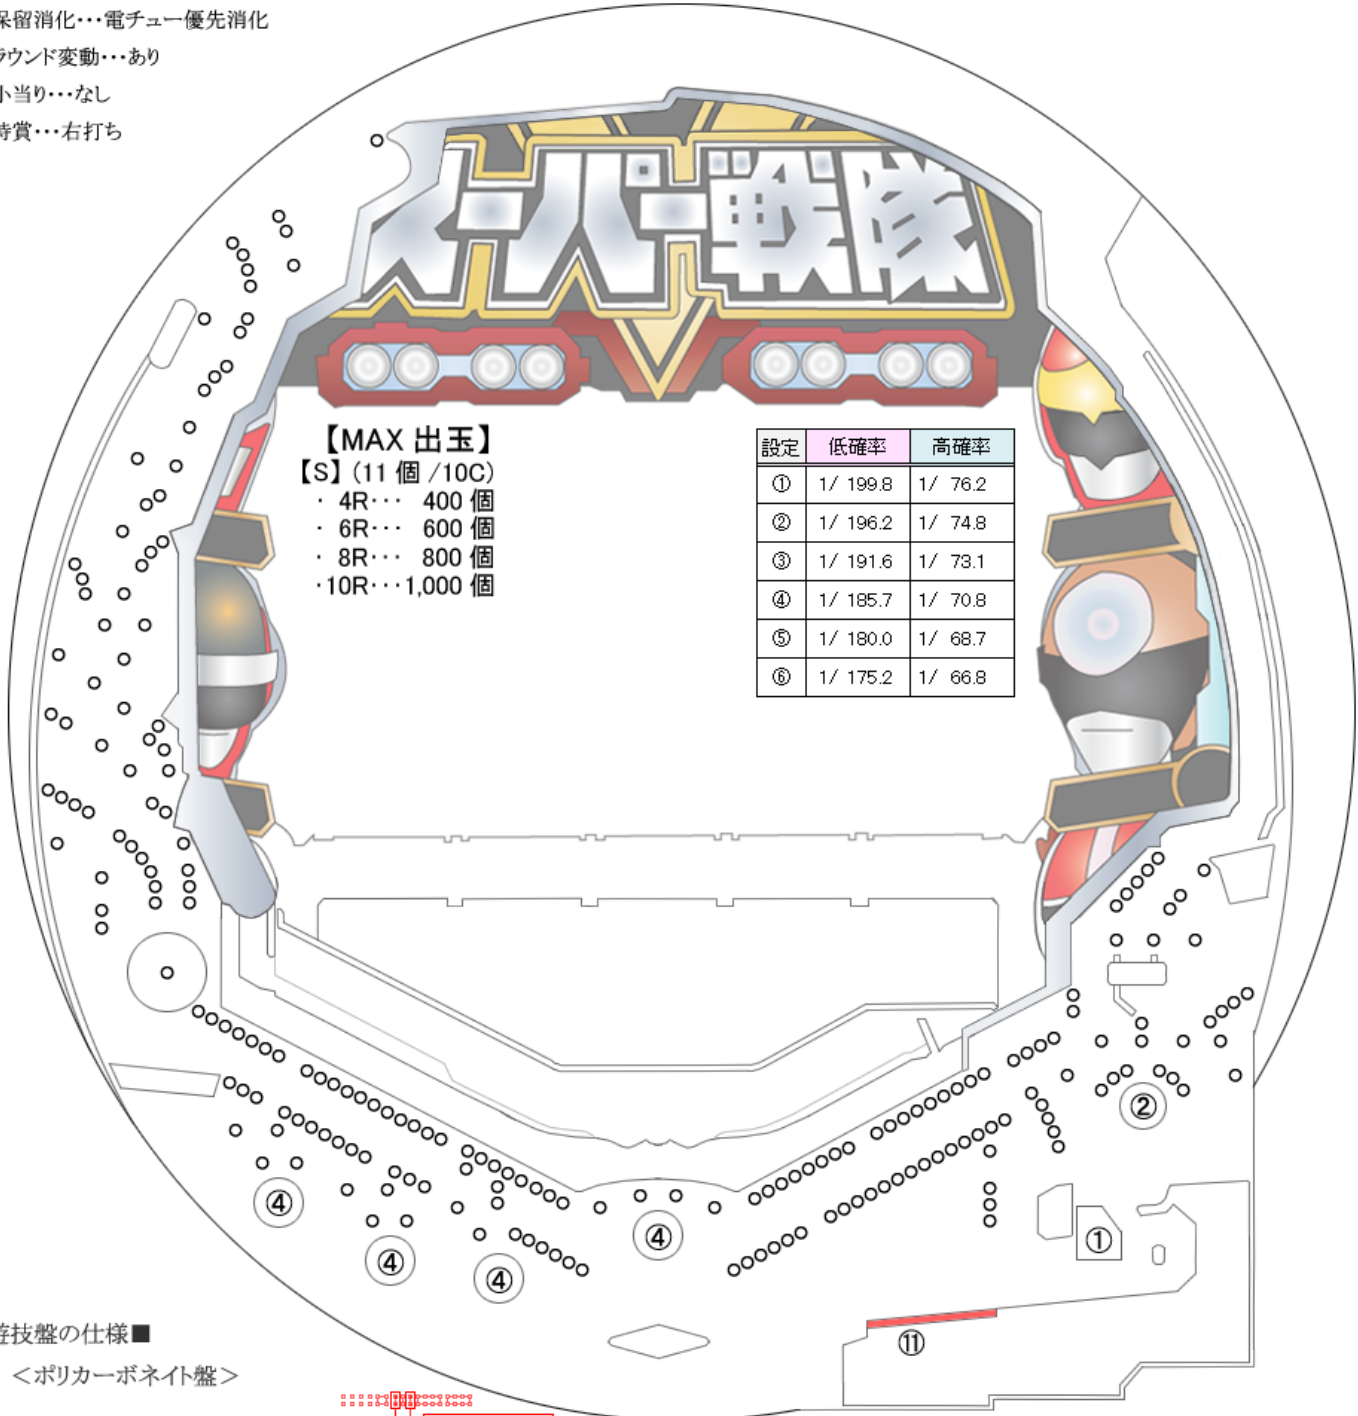 保留消化・・・電チュー優先消化
ラウンド変動・・・あり
小当り・・・なし
時賞・・・右打ち
スーパー戦隊
【MAX 出玉】
【S】(11 個 /10C)
・ 4R・・・ 400 個
・ 6R・・・ 600 個
・ 8R・・・ 800 個
・10R・・・1,000 個
設定 低確率 高確率
① 1/ 199.8 1/ 76.2
② 1/ 196.2 1/ 74.8
③ 1/ 191.6 1/ 73.1
④ 1/ 185.7 1/ 70.8
⑤ 1/ 180.0 1/ 68.7
⑥ 1/ 175.2 1/ 66.8
②
④
④
④
④
①
⑪
遊技盤の仕様■
＜ポリカーボネイト盤＞